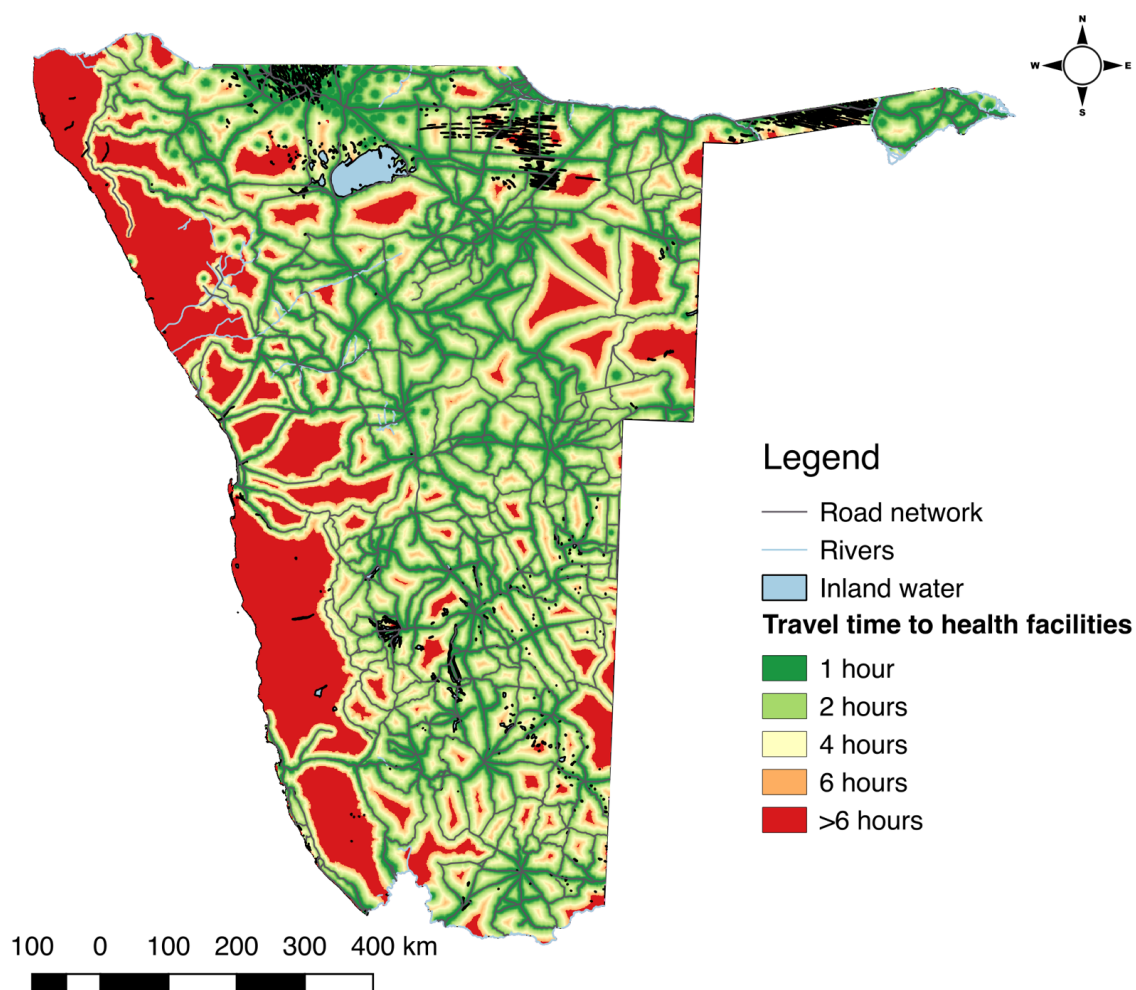 N
W E
S
Legend
Road network
Rivers
Inland water
Travel time to health facilities
1 hour
2 hours
4 hours
6 hours
>6 hours
100 0 100 200 300 400 km